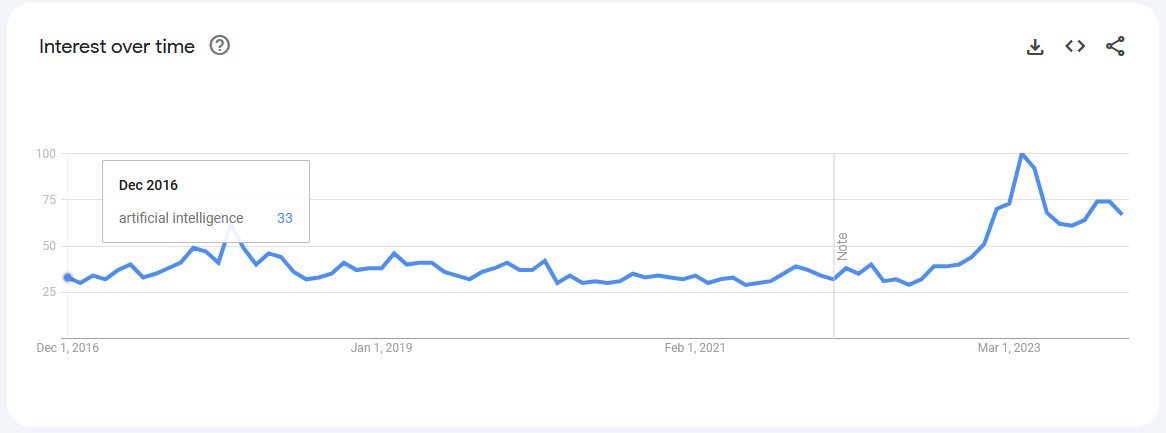 Interest over time
100
Dec 2016
75
artificial intelligence 33
50
Note
25
Dec 1, 2016 Jan 1, 2019 Feb 1, 2021 Mar 1, 2023